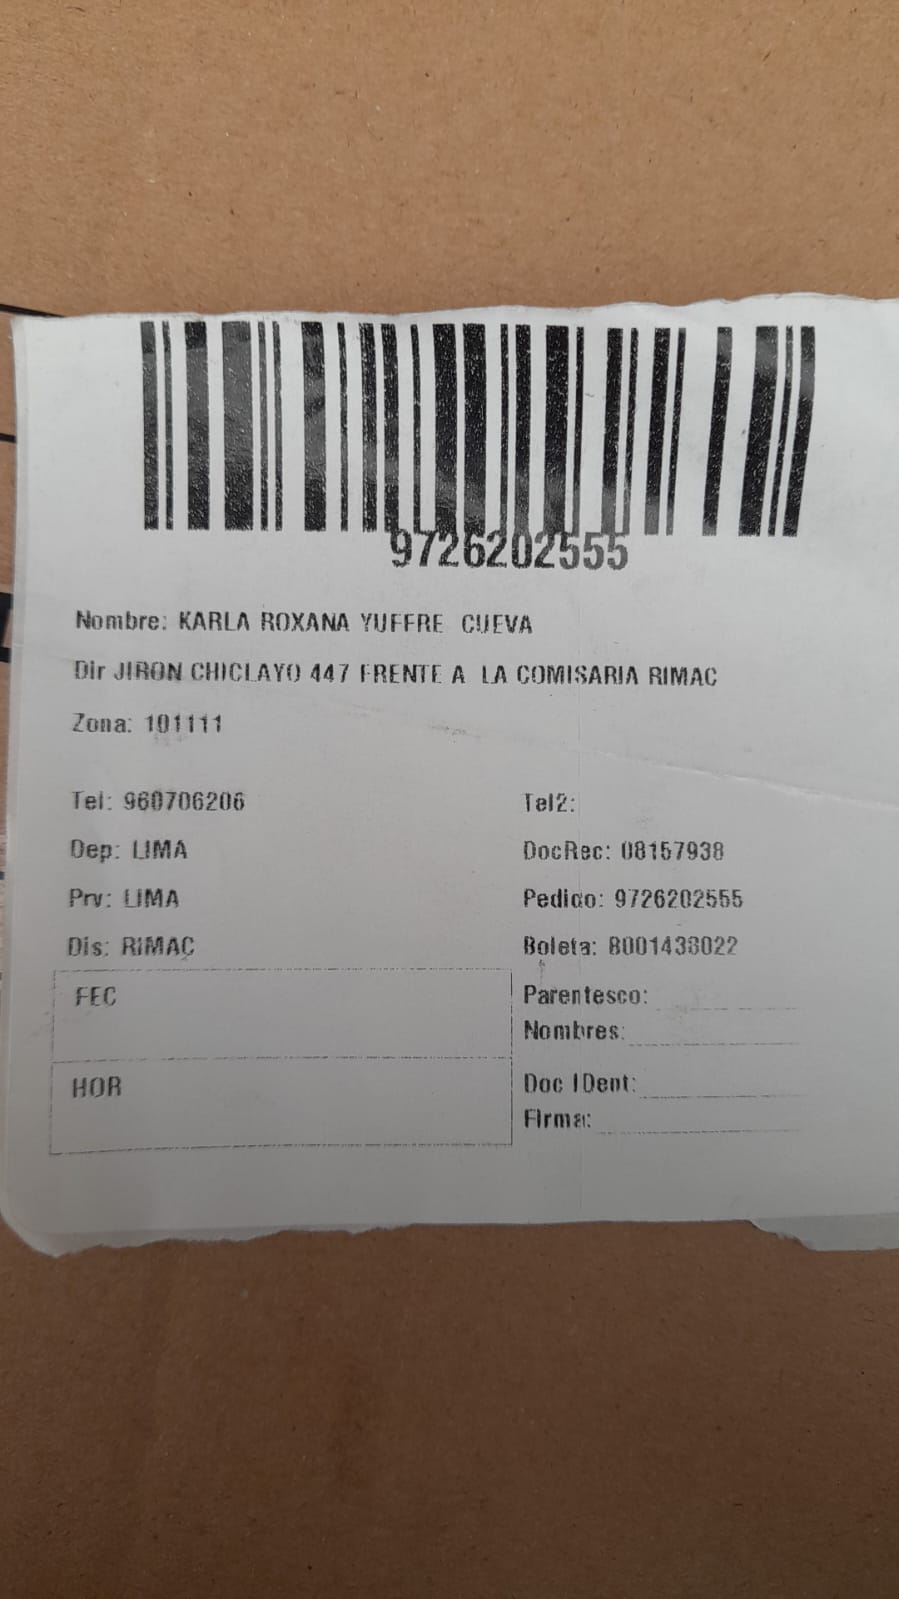 9726202555
Nombre: KARLA ROXANA YUFFRE CUEVA
Dir JIRON CHICLAYO 447 FRENTE A LA COMISARIA RIMAC
Zona: 101111
Tel: 960706206 Tel2:
Dep: LIMA DocRec: 08157938
Prv: LIMA Pedido: 9726202555
Dis: RIMAC Boleta: B001438022
FEC Parentesco:
Nombres:
HOR Doc IDent:
Firma: